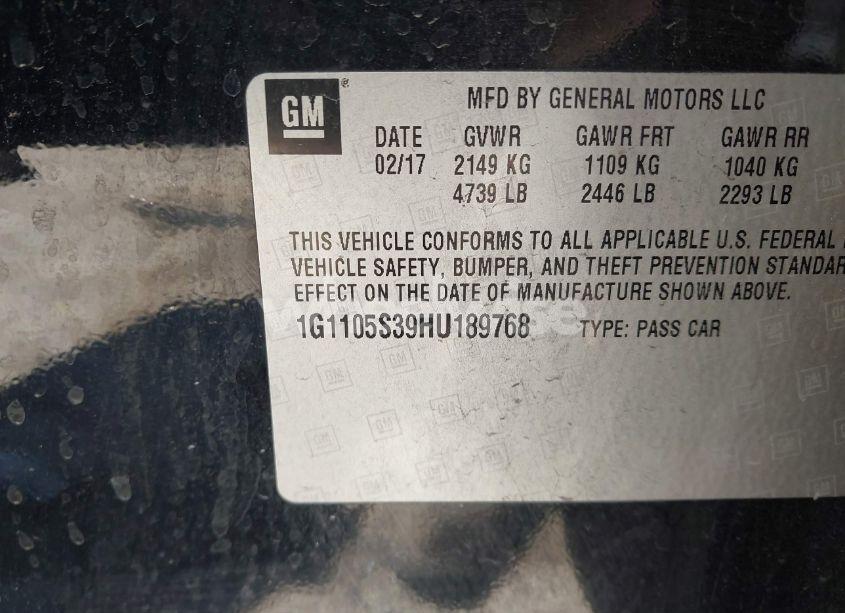 GM®
MFD BY GENERAL MOTORS LLC
DATE GVWR GAWR FRT GAWR RR
02/17 2149 KG 1109 KG 1040 KG
4739 LB 2446 LB 2293 LB
THIS VEHICLE CONFORMS TO ALL APPLICABLE U.S. FEDERAL
VEHICLE SAFETY, BUMPER, AND THEFT PREVENTION STANDAR
EFFECT ON THE DATE OF MANUFACTURE SHOWN ABOVE.
1G1105S39HU189768 TYPE: PASS CAR